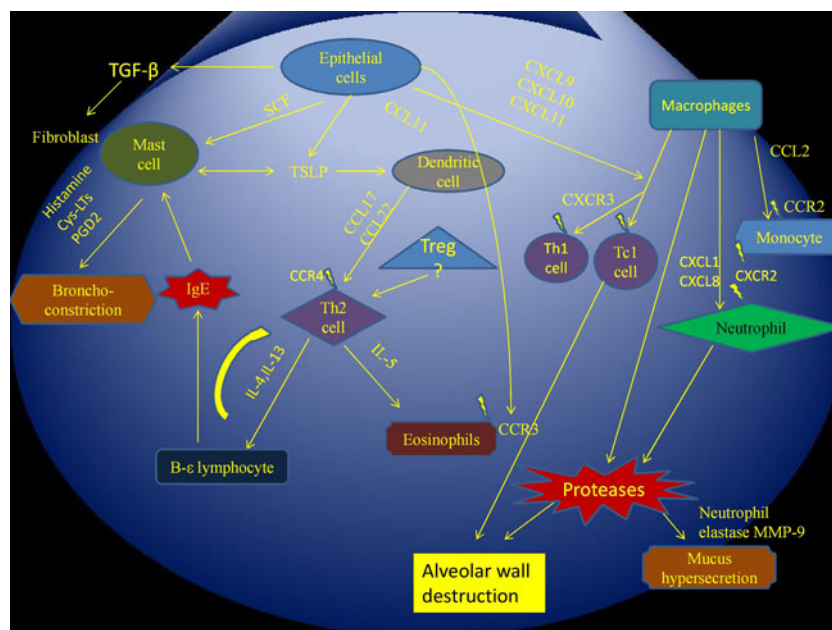 Epithelial
cells
TGF-β
Fibroblast
SCF
CCL11
CXCL9
CXCL10
CXCL11
Macrophages
CCL2
CCR2
Monocyte
Mast
cell
TSLP
Dendritic
cell
Histamine
Cys-LTs
PGD2
CCL17
CCL22
CXCR3
Th1
cell
Tc1
cell
CXCL1
CXCL8
CXCR2
Treg
?
Broncho-
constriction
IgE
CCR4
Th2
cell
Neutrophil
IL-4,IL-13
IL-5
Eosinophils
CCR3
B-ε lymphocyte
Proteases
Neutrophil
elastase MMP-9
Alveolar wall
destruction
Mucus
hypersecretion